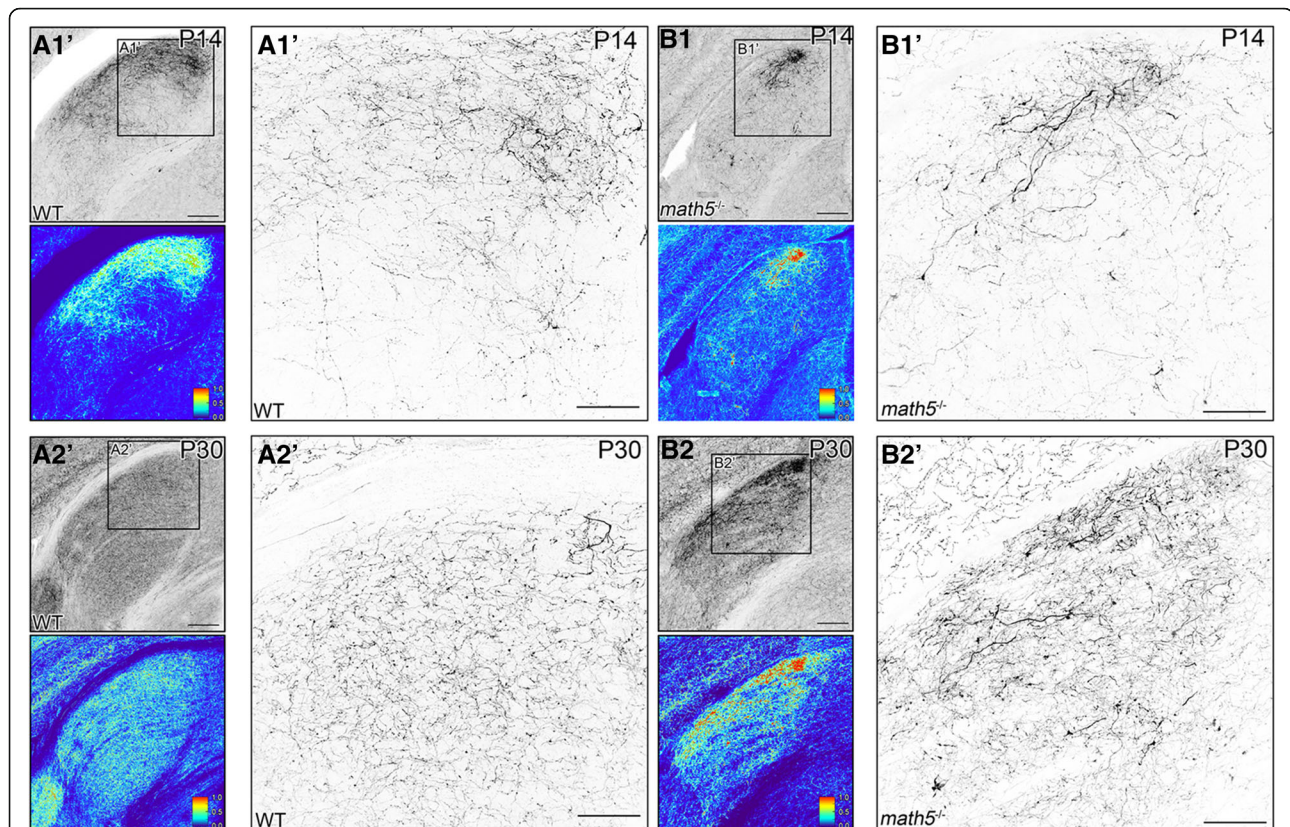 A1’ P14
A1’
WT
1.0
0.5
0.0
A1’ P14
WT
B1 P14
B1’
math5-/-
1.0
0.5
0.0
B1’ P14
math5-/-
A2’ P30
A2’
WT
1.0
0.5
0.0
A2’ P30
WT
B2 P30
B2’
math5-/-
1.0
0.5
0.0
B2’ P30
math5-/-